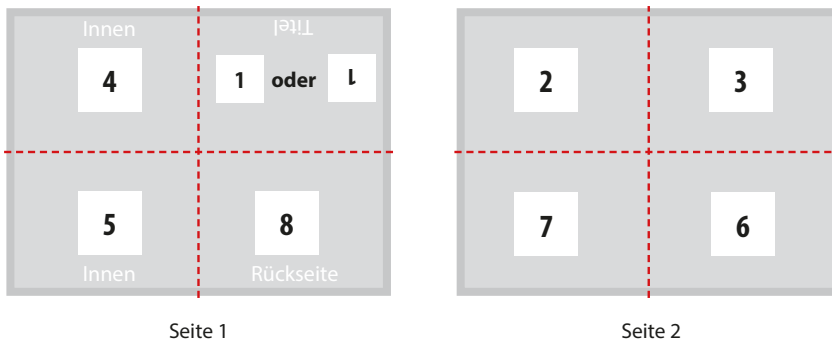 Innen
Titel
4
1 oder 1
2
3
5
8
7
6
Innen
Rückseite
Seite 1
Seite 2